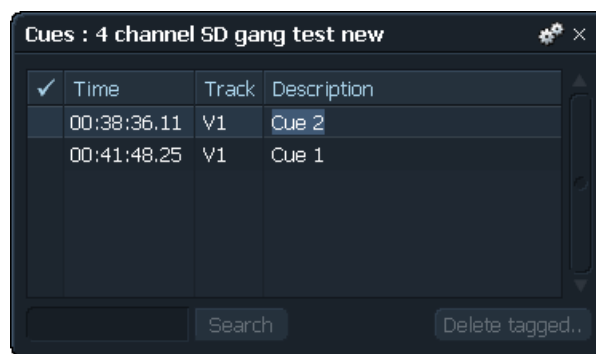 Cues : 4 channel SD gang test new
✓ Time Track Description
00:38:36.11 V1 Cue 2
00:41:48.25 V1 Cue 1
Search Delete tagged..